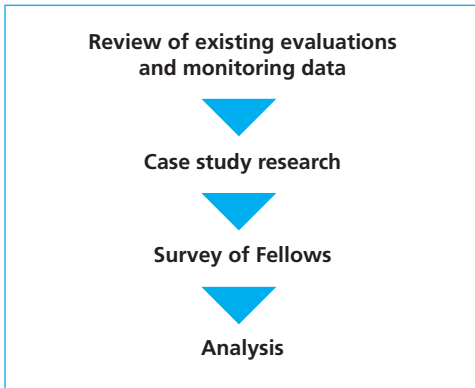 Review of existing evaluations
and monitoring data
Case study research
Survey of Fellows
Analysis